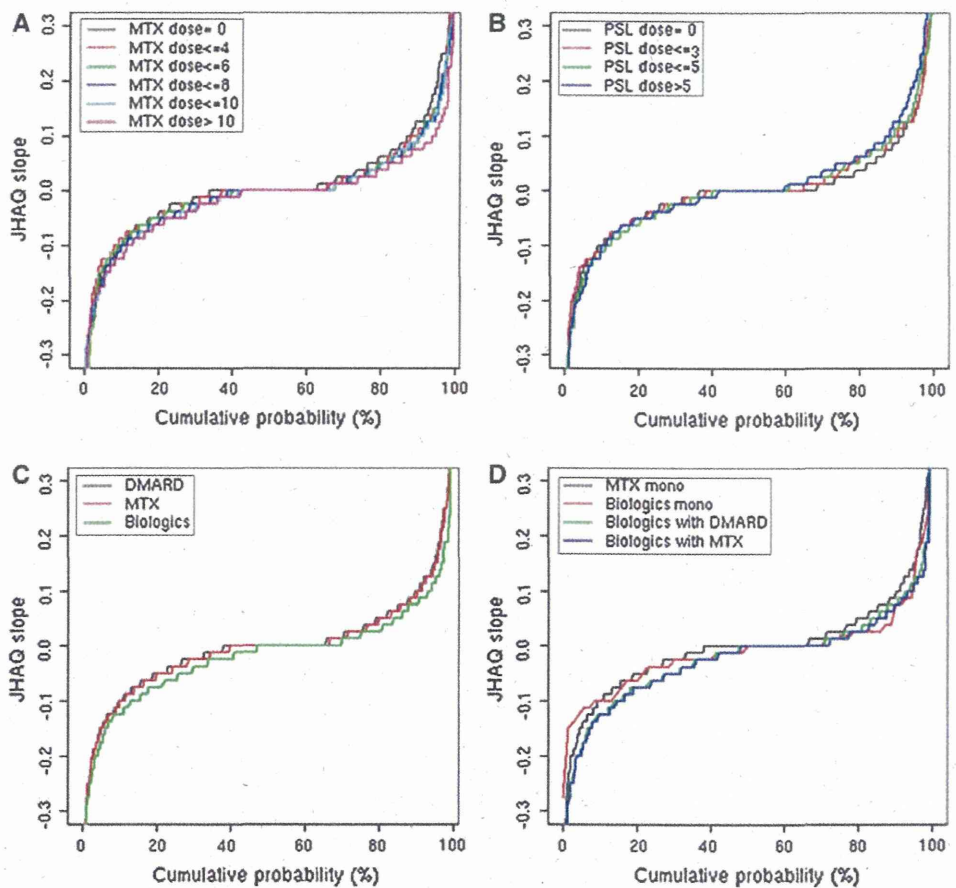 A
MTX dose= 0
MTX dose<=4
MTX dose<=6
MTX dose<=8
MTX dose<=10
MTX dose> 10
JHAQ slope
0.3
0.2
0.1
0.0
-0.1
-0.2
-0.3
0 20 40 60 80 100
Cumulative probability (%)
B
PSL dose= 0
PSL dose<=3
PSL dose<=5
PSL dose>5
JHAQ slope
0.3
0.2
0.1
0.0
-0.1
-0.2
-0.3
0 20 40 60 80 100
Cumulative probability (%)
C
DMARD
MTX
Biologics
JHAQ slope
0.3
0.2
0.1
0.0
-0.1
-0.2
-0.3
0 20 40 60 80 100
Cumulative probability (%)
D
MTX mono
Biologics mono
Biologics with DMARD
Biologics with MTX
JHAQ slope
0.3
0.2
0.1
0.0
-0.1
-0.2
-0.3
0 20 40 60 80 100
Cumulative probability (%)